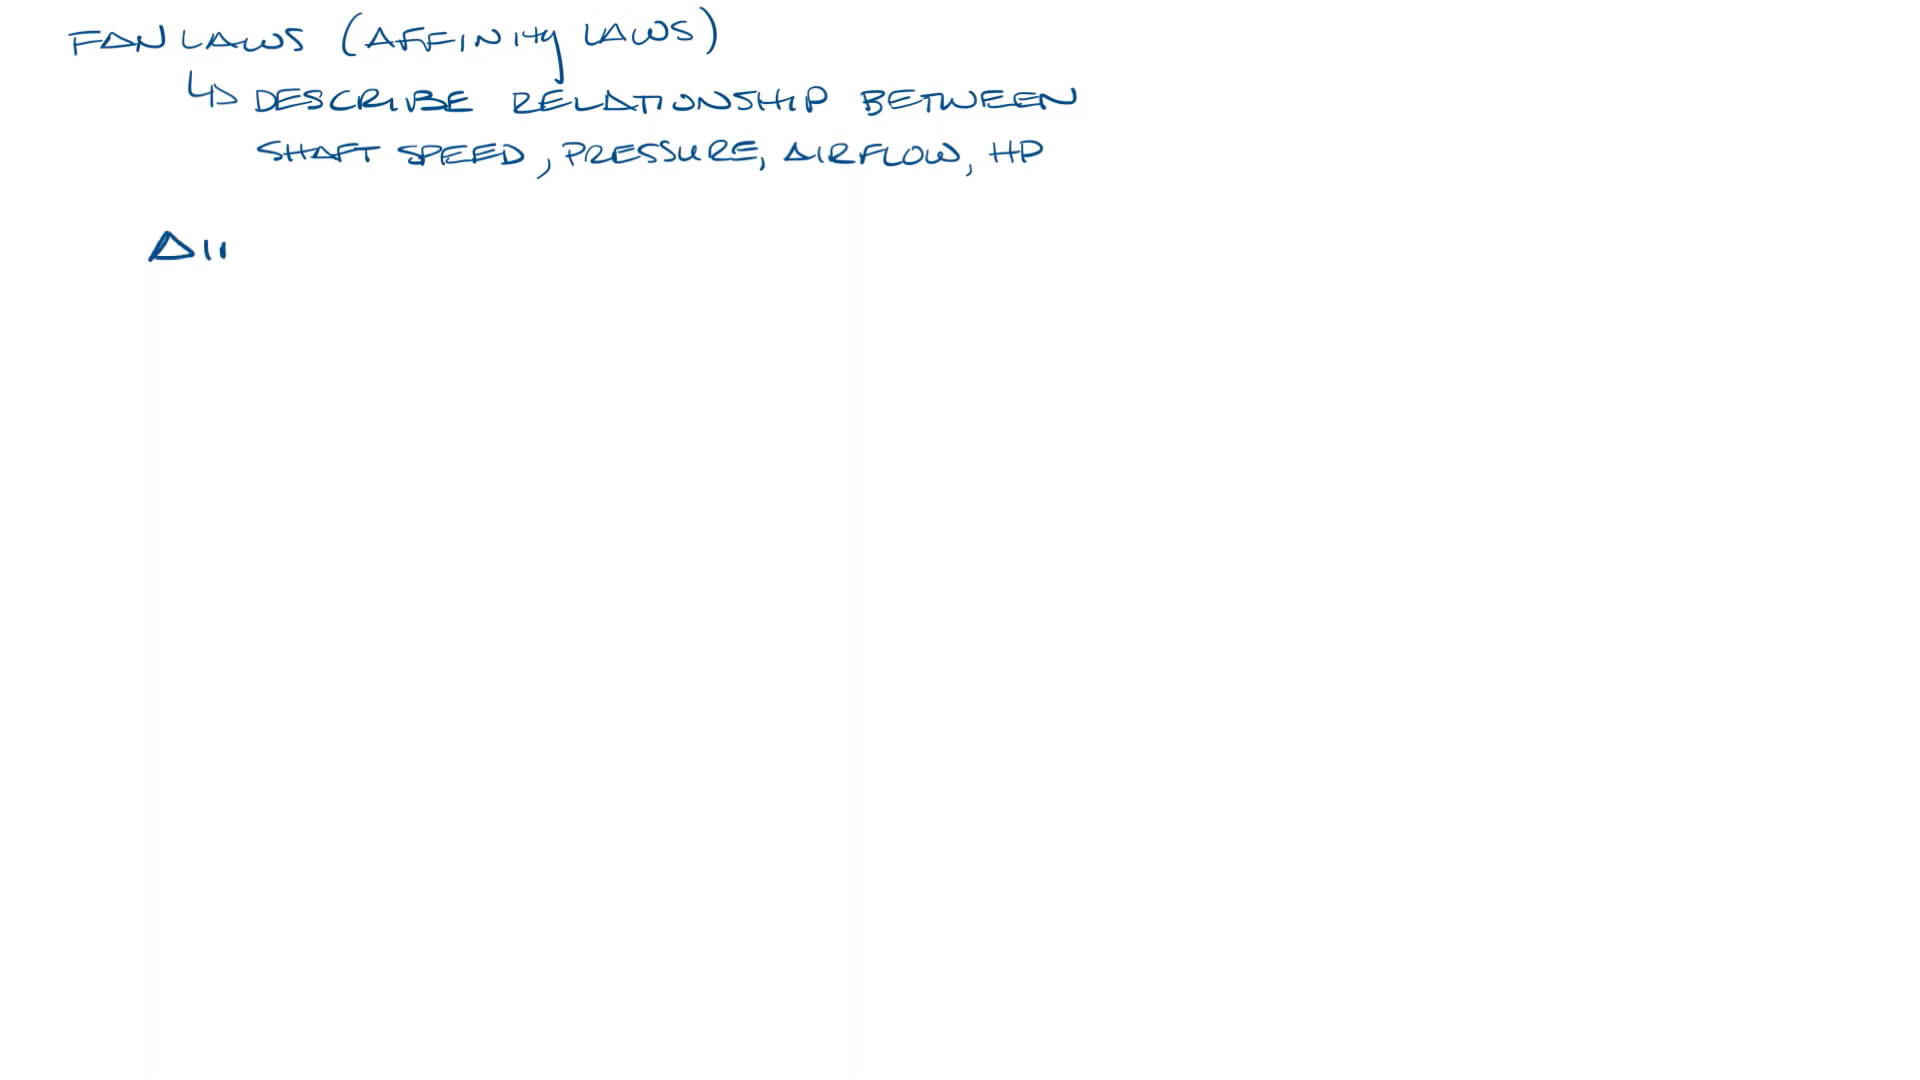 FAN LAWS (AFFINITY LAWS)
↳ DESCRIBE RELATIONSHIP BETWEEN
SHAFT SPEED, PRESSURE, AIRFLOW, HP